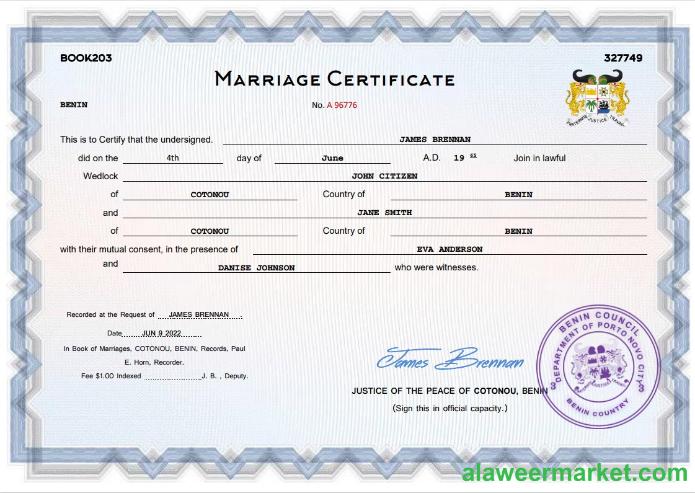 BOOK203
327749
MARRIAGE CERTIFICATE
BENIN
No. A 96776
This is to Certify that the undersigned. JAMES BRENNAN
did on the 4th day of June A.D. 19 Join in lawful
Wedlock JOHN CITIZEN
of COTONOU Country of BENIN
and JANE SMITH
of COTONOU Country of BENIN
with their mutual consent, in the presence of EVA ANDERSON
and DANISE JOHNSON who were witnesses.
Recorded at the Request of JAMES BRENNAN .
Date JUN 9 2022
In Book of Marriages, COTONOU, BENIN, Records, Paul
E. Horn, Recorder.
Fee $1.00 Indexed J. B. , Deputy.
James Brennan
JUSTICE OF THE PEACE OF COTONOU, BENIN
(Sign this in official capacity.)
BENIN COUNCIL
DEPARTMENT OF PORTO NOVO CITY
BENIN COUNTRY
alaweermarket.com